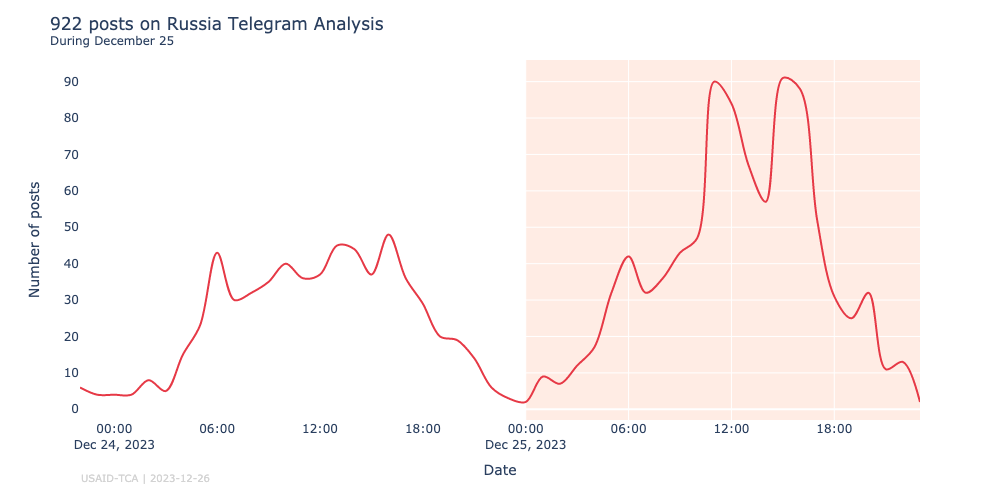 922 posts on Russia Telegram Analysis
During December 25
Number of posts
90
80
70
60
50
40
30
20
10
0
00:00 06:00 12:00 18:00 00:00 06:00 12:00 18:00
Dec 24, 2023 Dec 25, 2023
Date
USAID-TCA | 2023-12-26